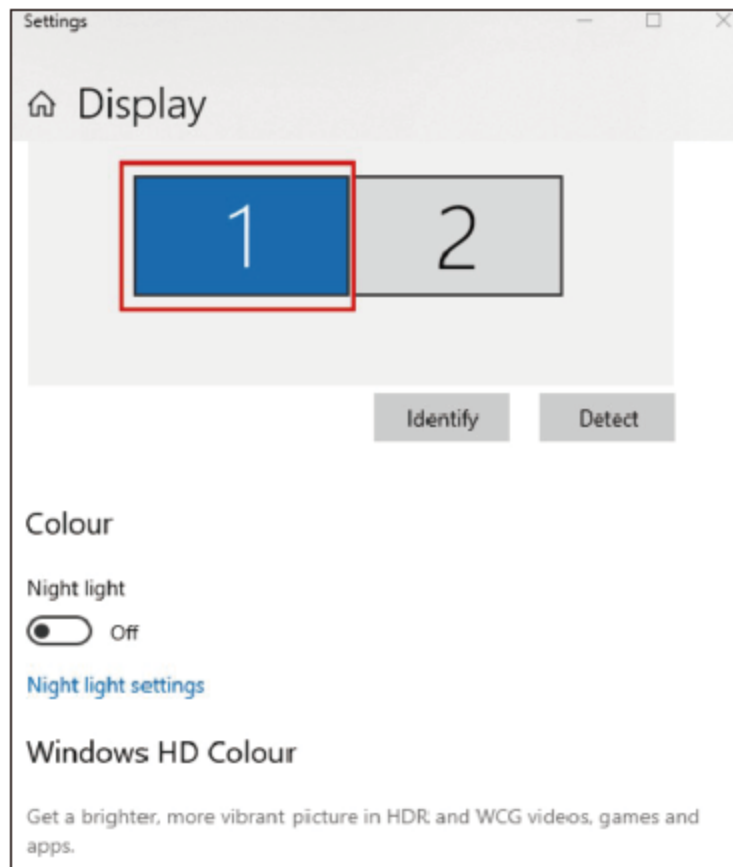 Settings
Display
1 2
Identify Detect
Colour
Night light
Off
Night light settings
Windows HD Colour
Get a brighter, more vibrant picture in HDR and WCG videos, games and
apps.